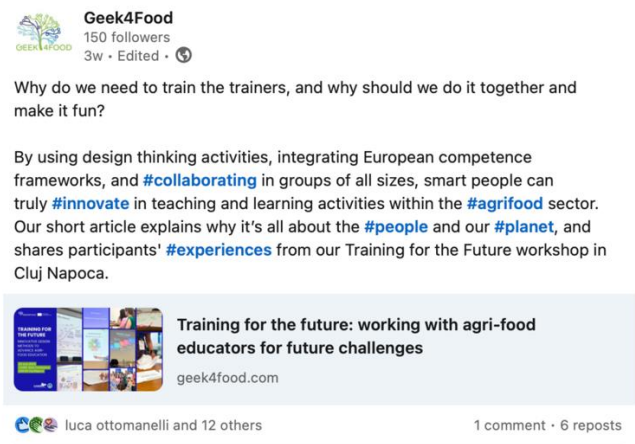 Geek4Food
GEEK4FOOD
150 followers
3w • Edited •
Why do we need to train the trainers, and why should we do it together and
make it fun?
By using design thinking activities, integrating European competence
frameworks, and #collaborating in groups of all sizes, smart people can
truly #innovate in teaching and learning activities within the #agrifood sector.
Our short article explains why it’s all about the #people and our #planet, and
shares participants' #experiences from our Training for the Future workshop in
Cluj Napoca.
TRAINING FOR
THE FUTURE
Training for the future: working with agri-food
educators for future challenges
geek4food.com
luca ottomanelli and 12 others
1 comment • 6 reposts